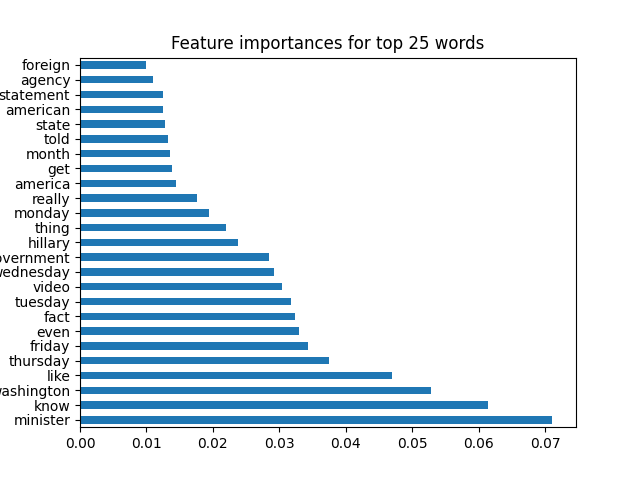 Feature importances for top 25 words
foreign
agency
statement
american
state
told
month
get
america
really
monday
thing
hillary
overnment
wednesday
video
tuesday
fact
even
friday
thursday
like
washington
know
minister
0.00 0.01 0.02 0.03 0.04 0.05 0.06 0.07